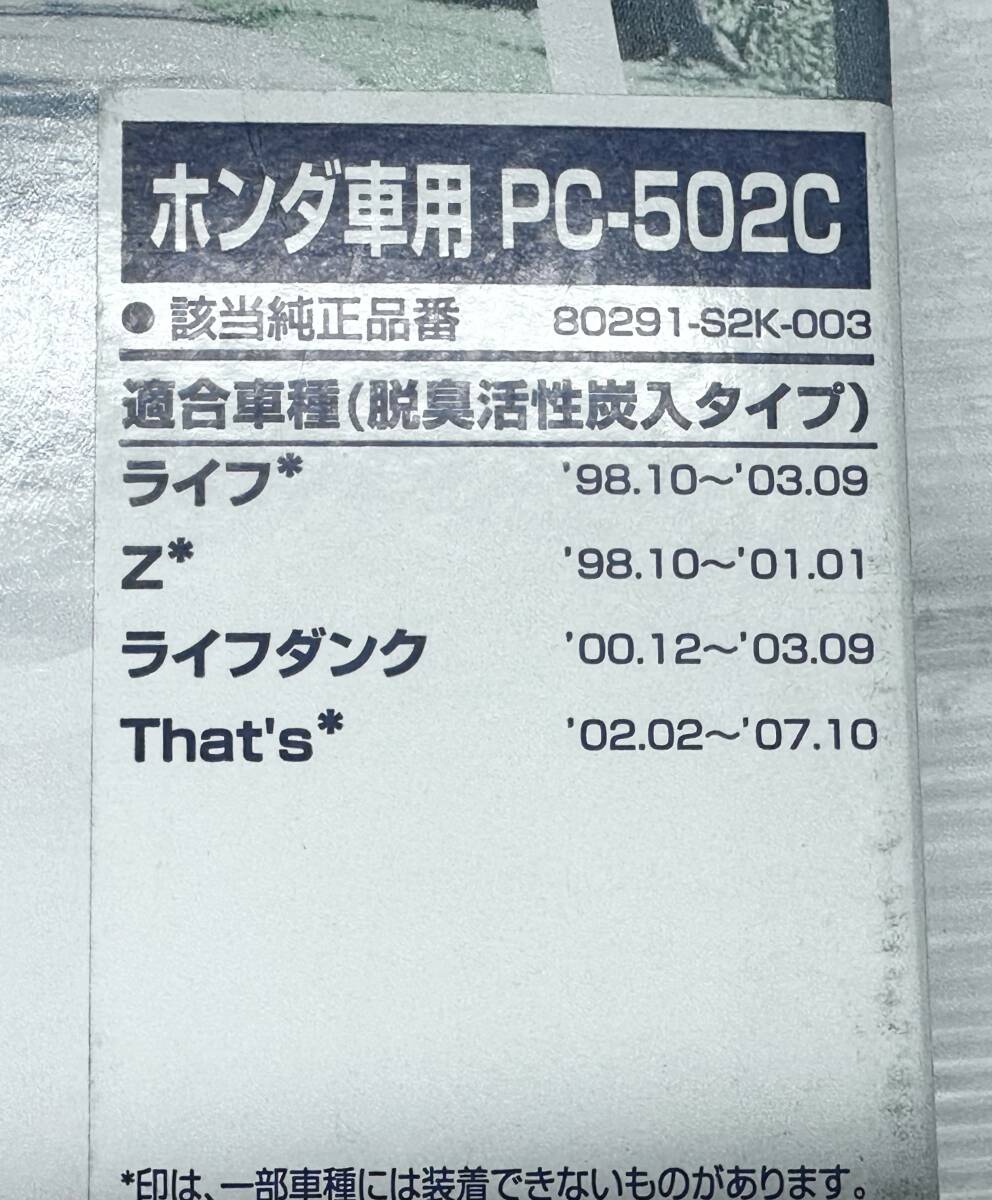 ホンダ車用 PC-502C
● 該当純正品番 80291-S2K-003
適合車種(脱臭活性炭入タイプ)
ライフ* '98.10〜'03.09
Z* '98.10〜'01.01
ライフダンク '00.12〜'03.09
That's* '02.02〜'07.10
*印は、一部車種には装着できないものがあります。